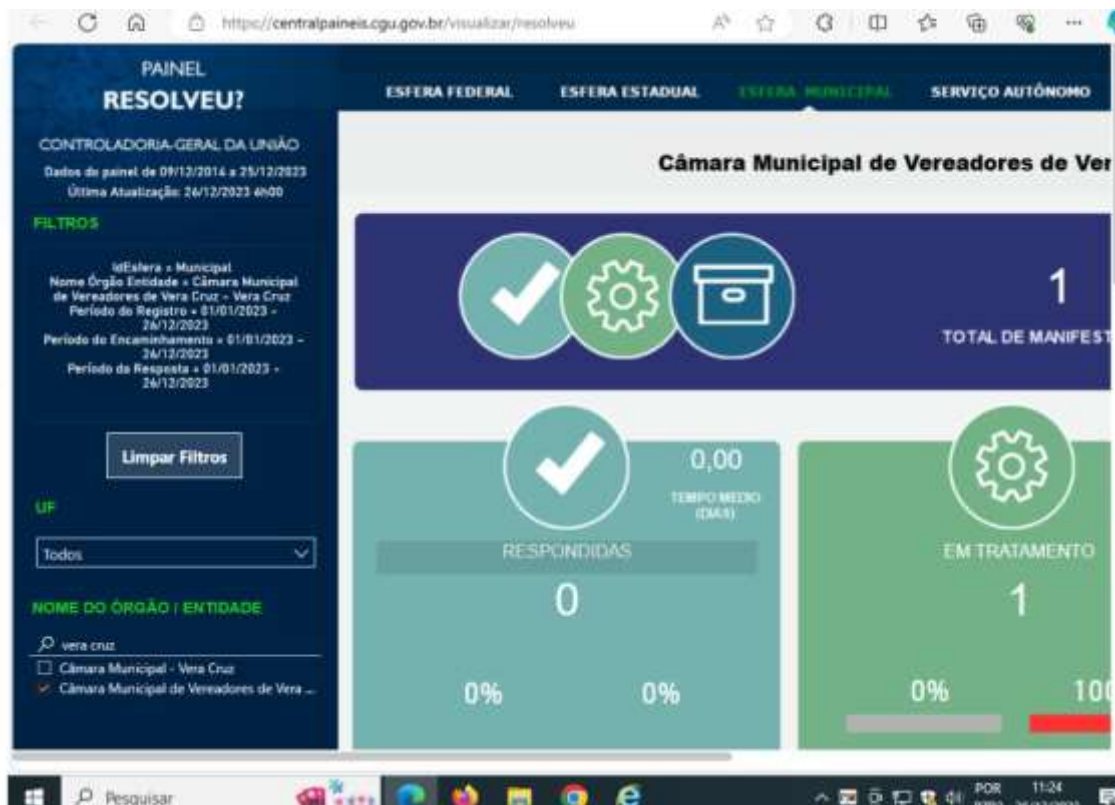 https://centralpaineis.cgu.gov.br/visualizar/resolveu
PAINEL
RESOLVEU?
CONTROLADORIA-GERAL DA UNIÃO
Dados do painel de 09/12/2014 a 25/12/2023
Última Atualização: 26/12/2023 6h00
FILTROS
IdEsfera = Municipal
Nome Órgão Entidade = Câmara Municipal
de Vereadores de Vera Cruz - Vera Cruz
Período do Registro = 01/01/2023 -
26/12/2023
Período do Encaminhamento = 01/01/2023 -
26/12/2023
Período da Resposta = 01/01/2023 -
26/12/2023
Limpar Filtros
UF
Todos
NOME DO ÓRGÃO / ENTIDADE
vera cruz
Câmara Municipal - Vera Cruz
Câmara Municipal de Vereadores de Vera ...
ESFERA FEDERAL ESFERA ESTADUAL ESFERA MUNICIPAL SERVIÇO AUTÔNOMO
Câmara Municipal de Vereadores de Ver
1
TOTAL DE MANIFEST
0,00
TEMPO MEDIO
(DIAS)
RESPONDIDAS
0
0% 0%
EM TRATAMENTO
1
0% 100
Pesquisar
POR 11:24